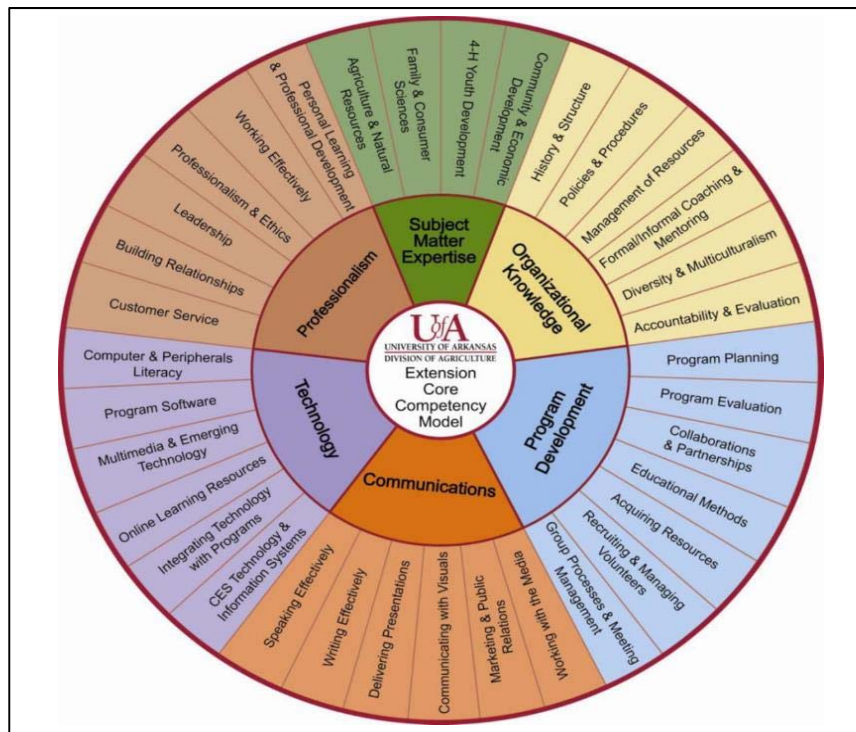 UofA
UNIVERSITY OF ARKANSAS
DIVISION OF AGRICULTURE
Extension
Core
Competency
Model
Subject
Matter
Expertise
Agriculture & Natural
Resources
Family & Consumer
Sciences
4-H Youth Development
Community & Economic
Development
Organizational
Knowledge
History & Structure
Policies & Procedures
Management of Resources
Formal/Informal Coaching &
Mentoring
Diversity & Multiculturalism
Accountability & Evaluation
Program
Development
Program Planning
Program Evaluation
Collaborations
& Partnerships
Educational Methods
Acquiring Resources
Recruiting & Managing
Volunteers
Group Processes & Meeting
Management
Communications
Working with the Media
Marketing & Public
Relations
Communicating with Visuals
Delivering Presentations
Writing Effectively
Speaking Effectively
Technology
CES Technology &
Information Systems
Integrating Technology
with Programs
Online Learning Resources
Multimedia & Emerging
Technology
Program Software
Computer & Peripherals
Literacy
Professionalism
Customer Service
Building Relationships
Leadership
Professionalism & Ethics
Working Effectively
Personal Learning
& Professional Development